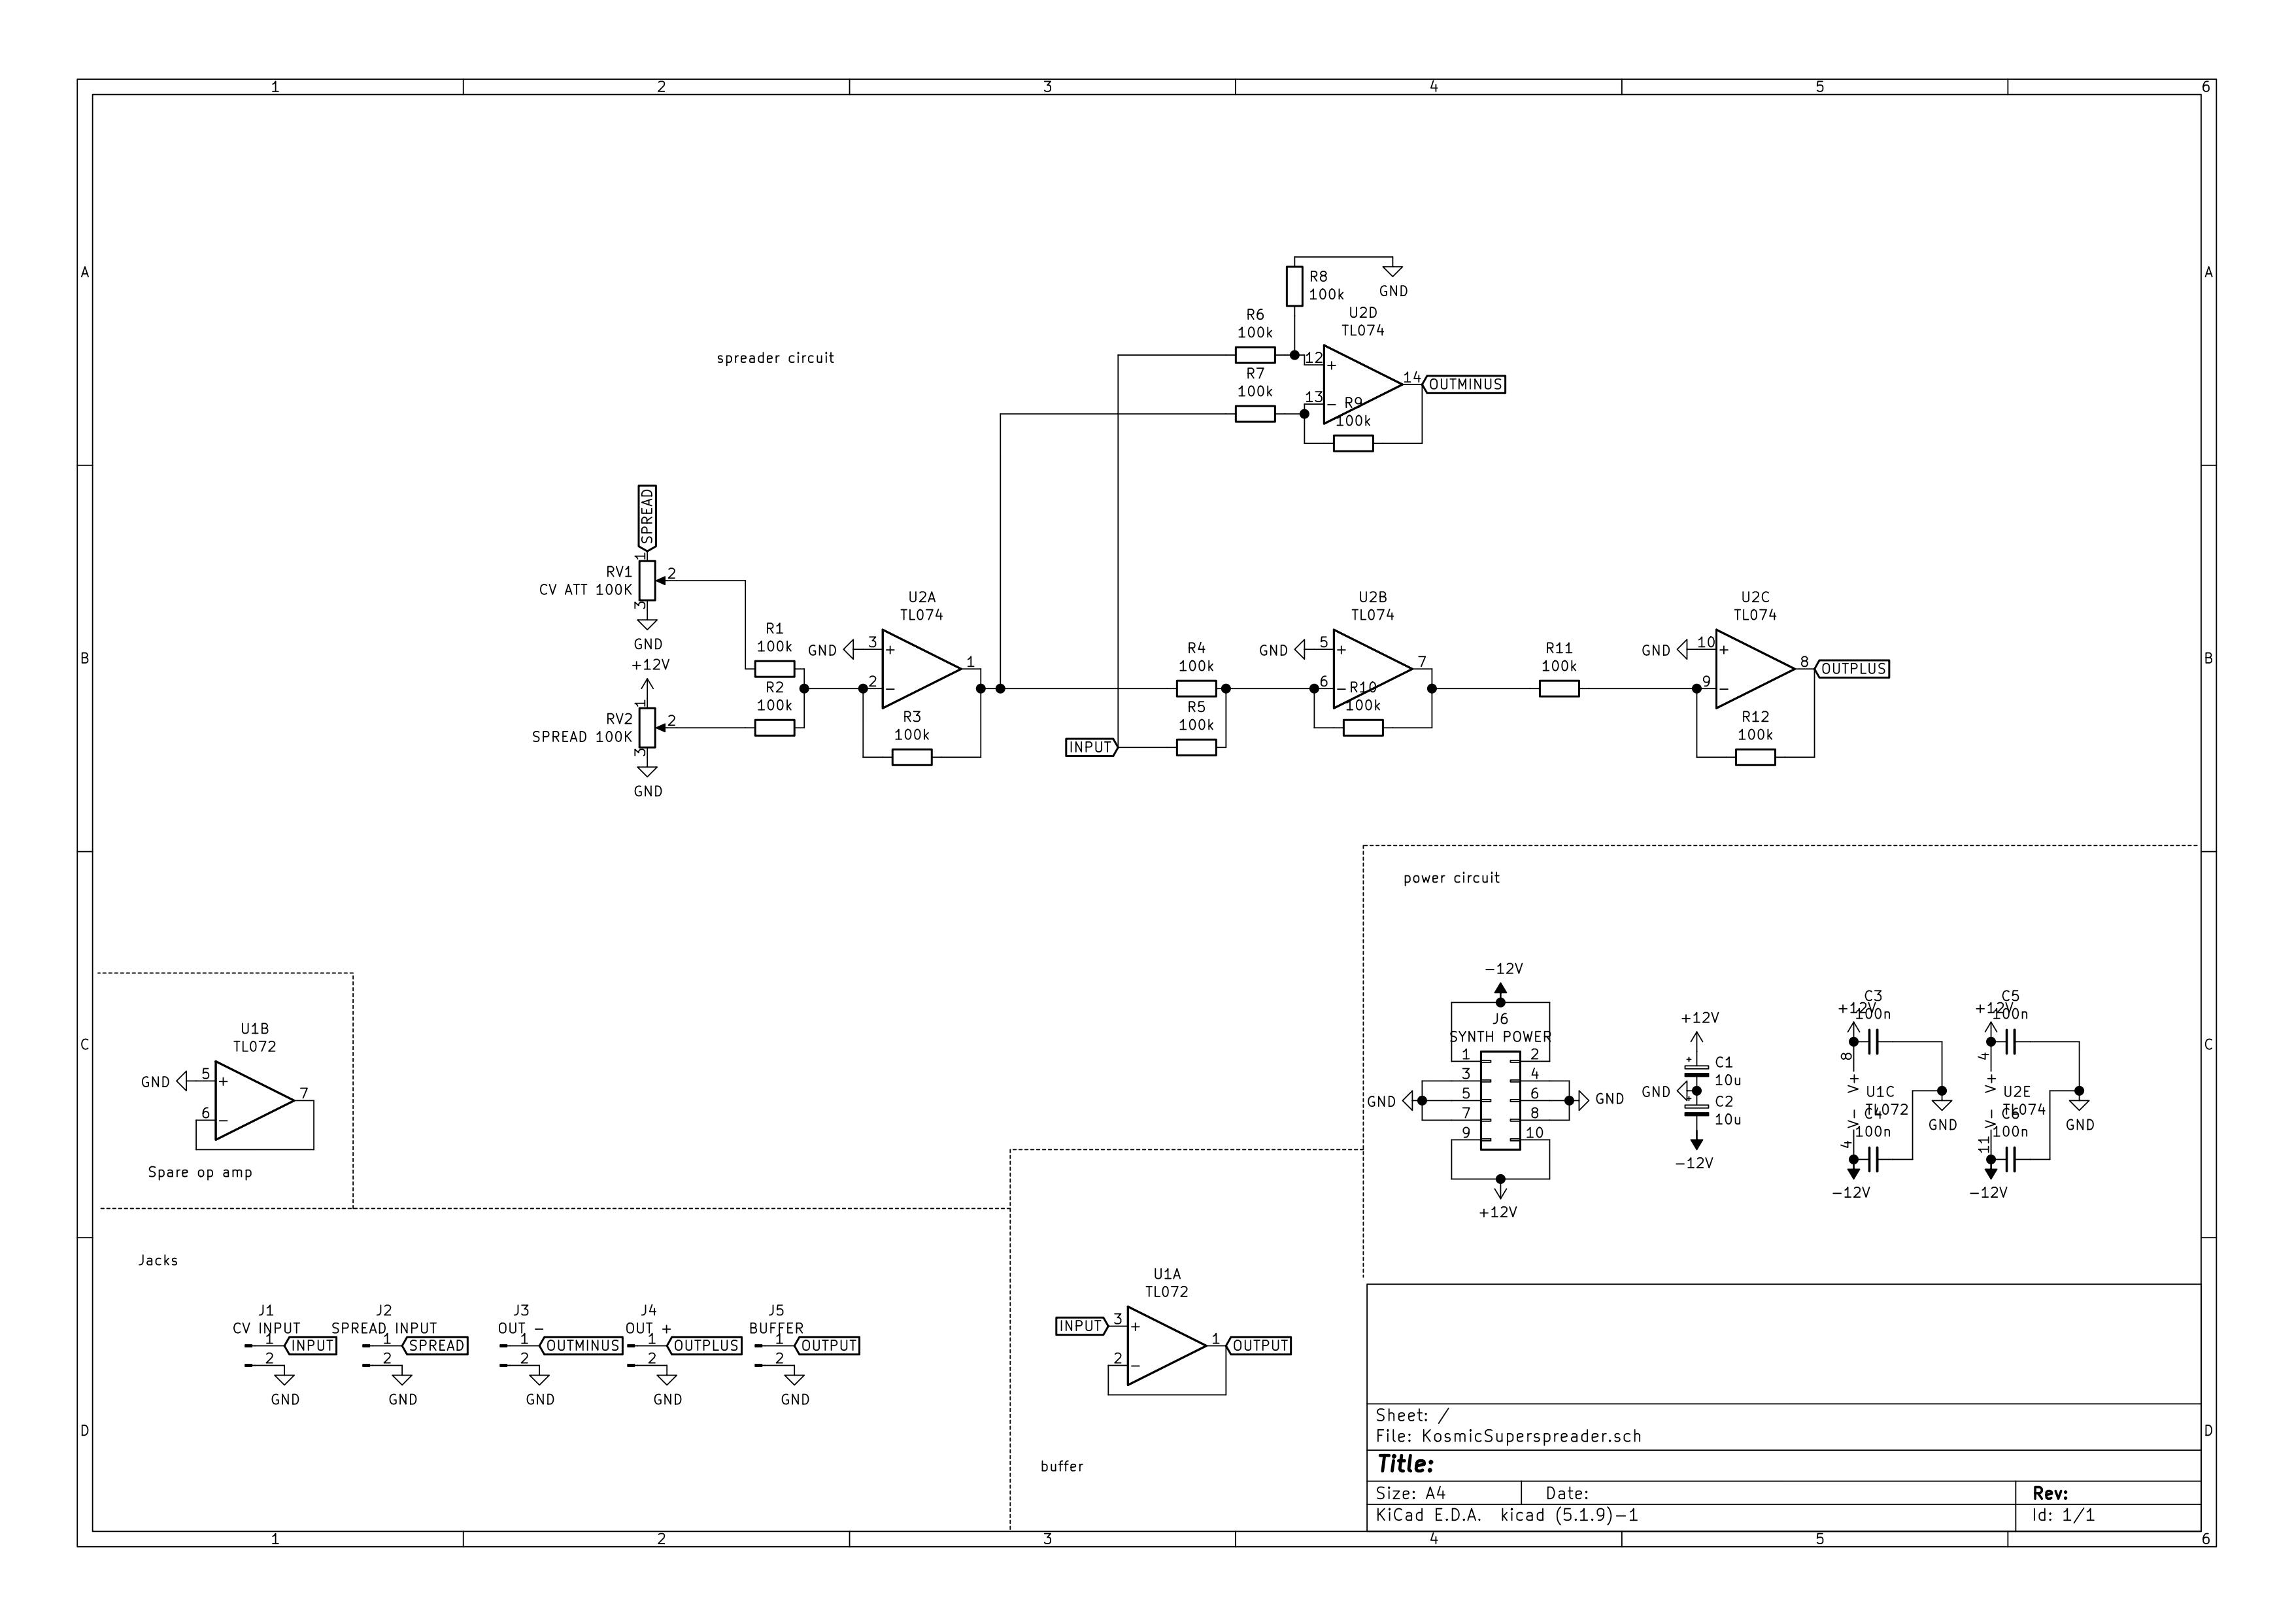 1 2 3 4 5 6
A A
R8
100k
GND
U2D
TL074
R6
100k
12 +
spreader circuit
R7
100k
14 OUTMINUS
13 −
R9
100k
SPREAD
1
RV1
CV ATT 100K
2
3
GND
U2A
TL074
U2B
TL074
U2C
TL074
R1
100k
GND 3 +
R4
100k
GND 5 +
R11
100k
GND 10 +
B B
+12V
1
1
7
8 OUTPLUS
R2
100k
2 −
6 −
R10
100k
9 −
RV2
SPREAD 100K
2
3
GND
R3
100k
R5
100k
INPUT
R12
100k
power circuit
−12V
J6
SYNTH POWER
1 2
3 4
5 6
7 8
9 10
GND GND
+12V
+12V
C1
10u
GND
C2
10u
−12V
C3
100n
+12V
8
V+
U1C
TL072
V−
4
C4
100n
GND
−12V
C5
100n
+12V
4
V+
U2E
TL074
V−
11
C6
100n
GND
−12V
C C
U1B
TL072
GND 5 +
7
6 −
Spare op amp
Jacks
J1
CV INPUT
1 INPUT
2
GND
J2
SPREAD INPUT
1 SPREAD
2
GND
J3
OUT −
1 OUTMINUS
2
GND
J4
OUT +
1 OUTPLUS
2
GND
J5
BUFFER
1 OUTPUT
2
GND
U1A
TL072
INPUT 3 +
1 OUTPUT
2 −
buffer
D D
Sheet: /
File: KosmicSuperspreader.sch
Title:
Size: A4 Date: Rev:
KiCad E.D.A. kicad (5.1.9)−1 Id: 1/1
1 2 3 4 5 6